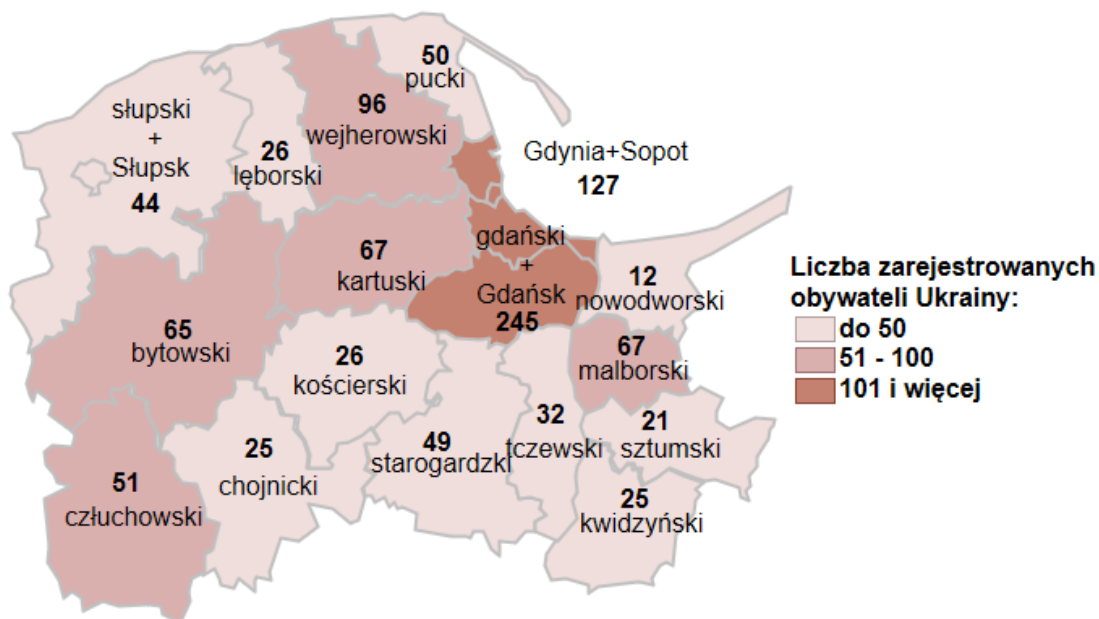 50
pucki
96
wejherowski
słupski
+
Słupsk
44
26
lęborski
Gdynia+Sopot
127
67
kartuski
gdański
+
Gdańsk
245
12
nowodworski
65
bytowski
26
kościerski
67
malborski
32
tczewski
21
sztumski
49
starogardzki
25
chojnicki
51
człuchowski
25
kwidzyński
Liczba zarejestrowanych
obywateli Ukrainy:
do 50
51 - 100
101 i więcej